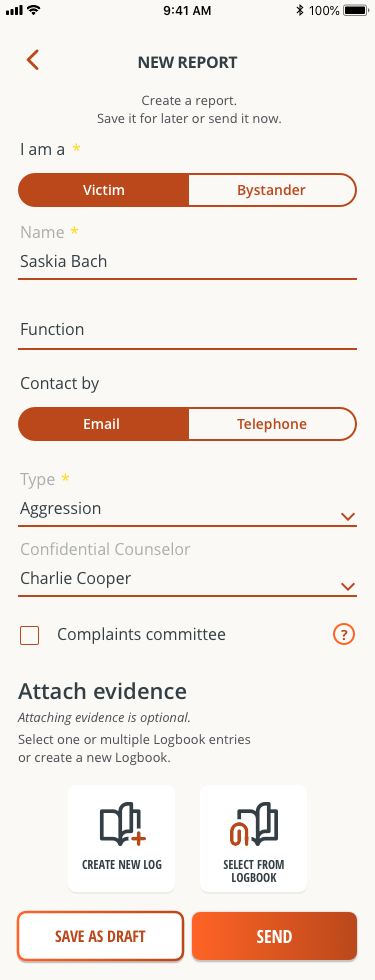 9:41 AM 100%
NEW REPORT
Create a report.
Save it for later or send it now.
I am a *
Victim Bystander
Name *
Saskia Bach
Function
Contact by
Email Telephone
Type *
Aggression
Confidential Counselor
Charlie Cooper
Complaints committee ?
Attach evidence
Attaching evidence is optional.
Select one or multiple Logbook entries
or create a new Logbook.
CREATE NEW LOG
SELECT FROM
LOGBOOK
SAVE AS DRAFT SEND